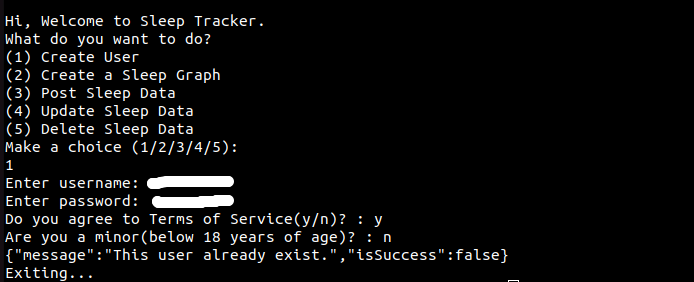 Hi, Welcome to Sleep Tracker.
What do you want to do?
(1) Create User
(2) Create a Sleep Graph
(3) Post Sleep Data
(4) Update Sleep Data
(5) Delete Sleep Data
Make a choice (1/2/3/4/5):
1
Enter username:
Enter password:
Do you agree to Terms of Service(y/n)? : y
Are you a minor(below 18 years of age)? : n
{"message":"This user already exist.","isSuccess":false}
Exiting...